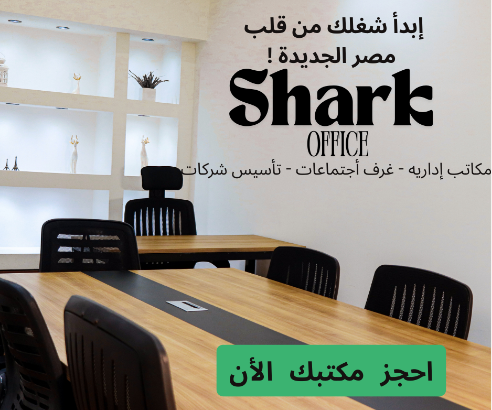 إبدأ شغلك من قلب
مصر الجديدة !
Shark
OFFICE
مكاتب إداريه - غرف أجتماعات - تأسيس شركات
احجز مكتبك الأن